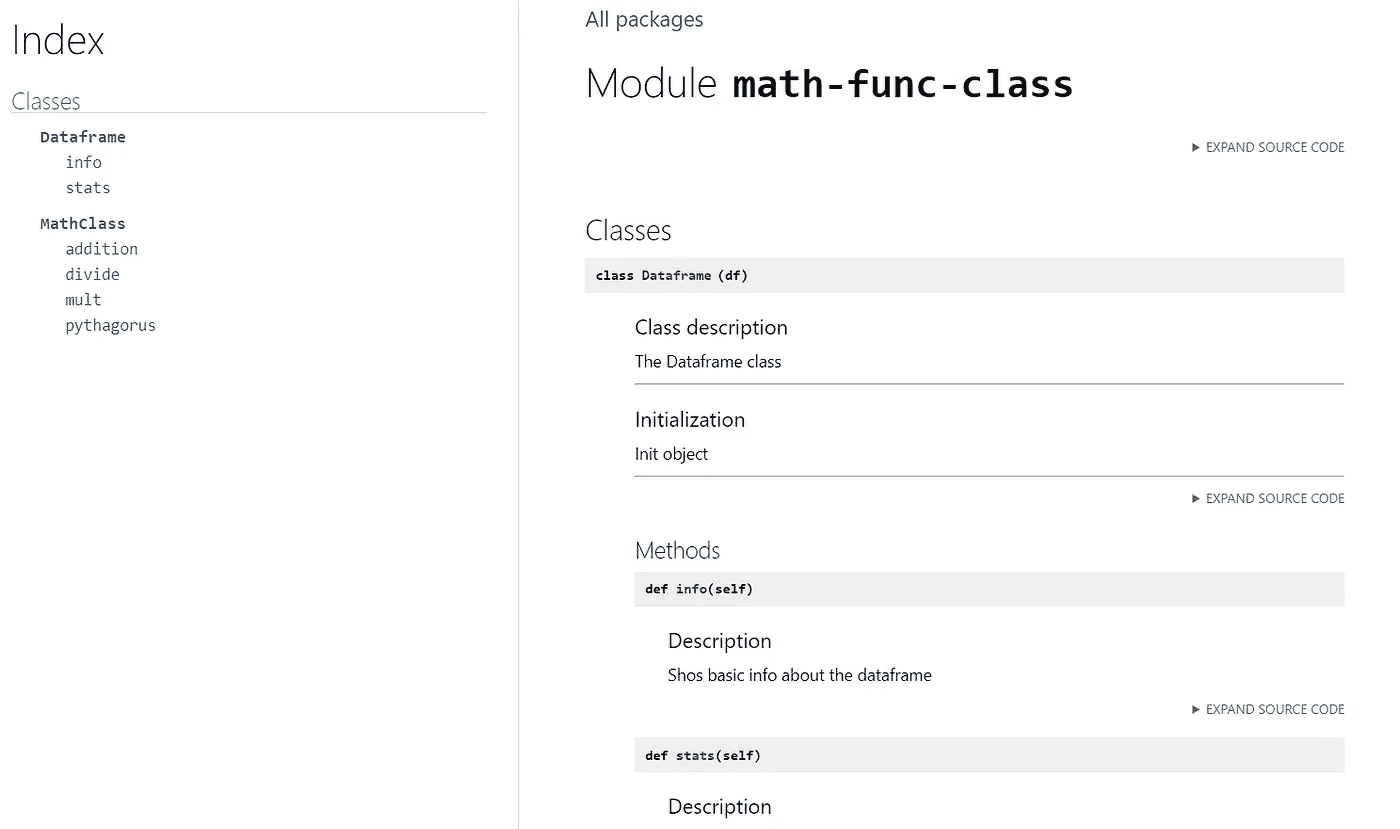 Index
Classes
Dataframe
info
stats
MathClass
addition
divide
mult
pythagorus
All packages
Module math-func-class
EXPAND SOURCE CODE
Classes
class Dataframe (df)
Class description
The Dataframe class
Initialization
Init object
EXPAND SOURCE CODE
Methods
def info(self)
Description
Shos basic info about the dataframe
EXPAND SOURCE CODE
def stats(self)
Description